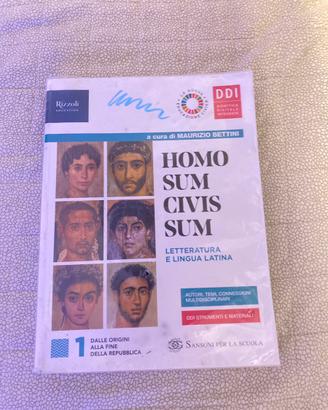 Rizzoli
EDUCATION
DDI
DIDATTICA
DIGITALE
INTEGRATA
a cura di MAURIZIO BETTINI
HOMO
SUM
CIVIS
SUM
LETTERATURA
E LINGUA LATINA
AUTORI, TEMI, CONNESSIONI
MULTIDISCIPLINARI
DDI STRUMENTI E MATERIALI
1
DALLE ORIGINI
ALLA FINE
DELLA REPUBBLICA
SANSONI PER LA SCUOLA